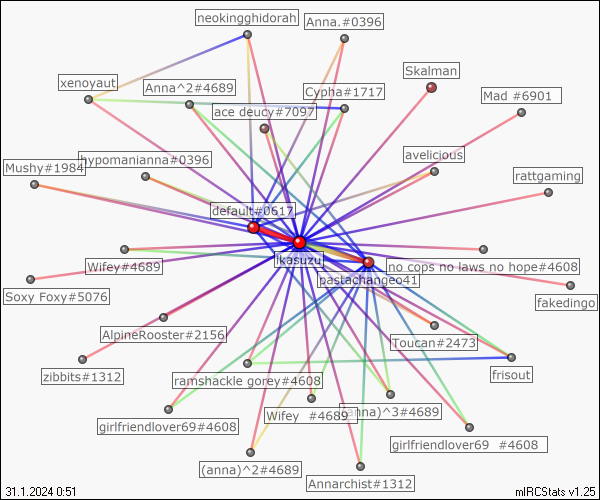 neokingghidorah
Anna.#0396
xenoyaut
Anna^2#4689
Cypha#1717
Skalman
Mad #6901
ace deucy#7097
Mushy#1984
hypomanianna#0396
avelicious
rattgaming
default#0617
ikasuzu
Wifey#4689
pastachangeo41
no cops no laws no hope#4608
Soxy Foxy#5076
fakedingo
AlpineRooster#2156
Toucan#2473
zibbits#1312
ramshackle gorey#4608
frisout
girlfriendlover69#4608
Wifey #4689
anna)^3#4689
girlfriendlover69 #4608
(anna)^2#4689
Annarchist#1312
31.1.2024 0:51
mIRCStats v1.25